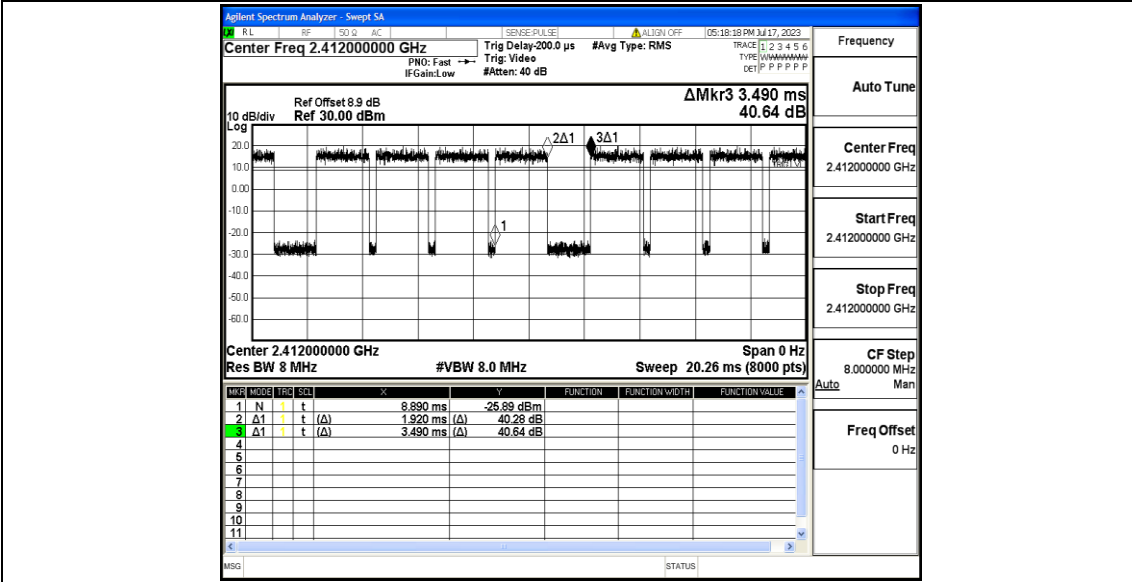 Agilent Spectrum Analyzer - Swept SA
RL RF 50 Ω AC SENSE:PULSE ALIGN OFF 05:18:18 PM Jul 17, 2023
Center Freq 2.412000000 GHz
PNO: Fast
IFGain:Low
Trig Delay-200.0 µs
Trig: Video
#Atten: 40 dB
#Avg Type: RMS
TRACE 1 2 3 4 5 6
TYPE WWWWWW
DET P P P P P P
Frequency
Auto Tune
Center Freq
2.412000000 GHz
Start Freq
2.412000000 GHz
Stop Freq
2.412000000 GHz
CF Step
8.000000 MHz
Auto Man
Freq Offset
0 Hz
ΔMkr3 3.490 ms
40.64 dB
Ref Offset 8.9 dB
10 dB/div Ref 30.00 dBm
Log
20.0
10.0
0.00
-10.0
-20.0
-30.0
-40.0
-50.0
-60.0
2Δ1 3Δ1
1
Center 2.412000000 GHz Span 0 Hz
Res BW 8 MHz #VBW 8.0 MHz Sweep 20.26 ms (8000 pts)
MKR MODE TRC SCL X Y FUNCTION FUNCTION WIDTH FUNCTION VALUE
1 N t 8.890 ms -25.89 dBm
2 Δ1 t (Δ) 1.920 ms (Δ) 40.28 dB
3 Δ1 t (Δ) 3.490 ms (Δ) 40.64 dB
4
5
6
7
8
9
10
11
MSG STATUS